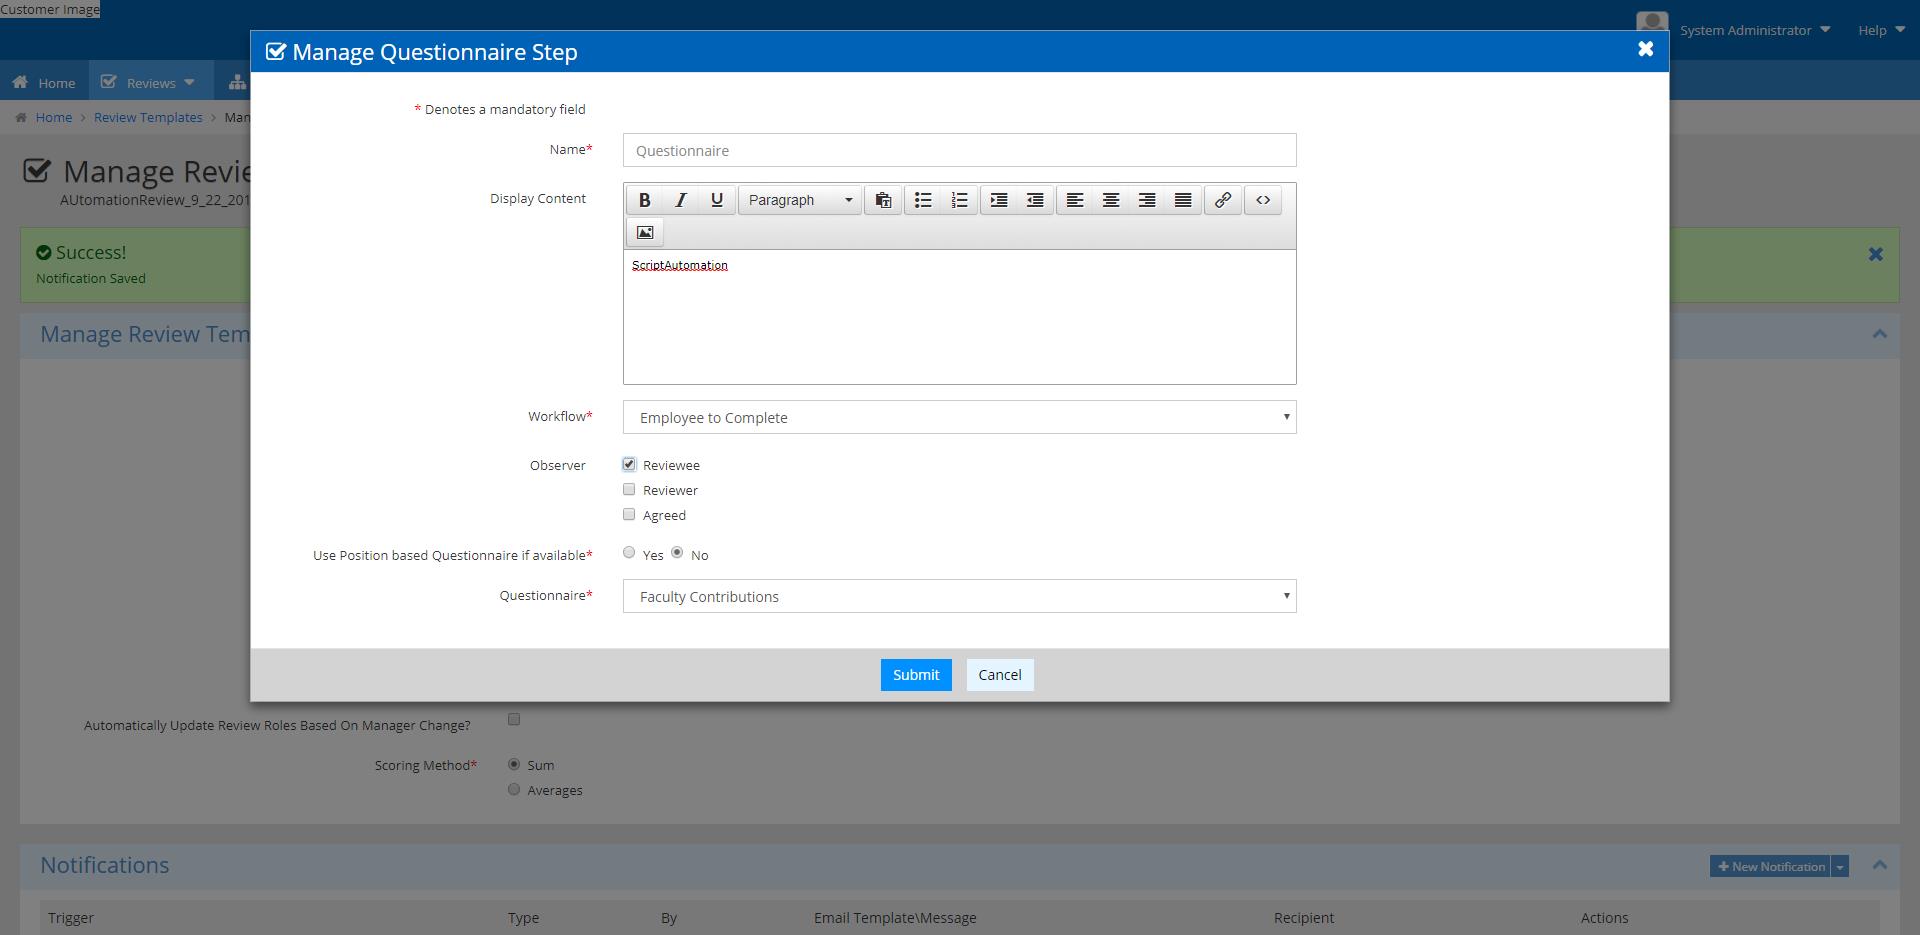 Customer Image
System Administrator
Help
Manage Questionnaire Step
Home
Reviews
* Denotes a mandatory field
Home > Review Templates > Man
Name*
Questionnaire
Manage Revie
AUtomationReview_9_22_201
Display Content
B I U Paragraph
ScriptAutomation
Success!
Notification Saved
Manage Review Tem
Workflow*
Employee to Complete
Observer
Reviewee
Reviewer
Agreed
Use Position based Questionnaire if available*
Yes No
Questionnaire*
Faculty Contributions
Submit
Cancel
Automatically Update Review Roles Based On Manager Change?
Scoring Method*
Sum
Averages
Notifications
New Notification
Trigger Type By Email Template\Message Recipient Actions